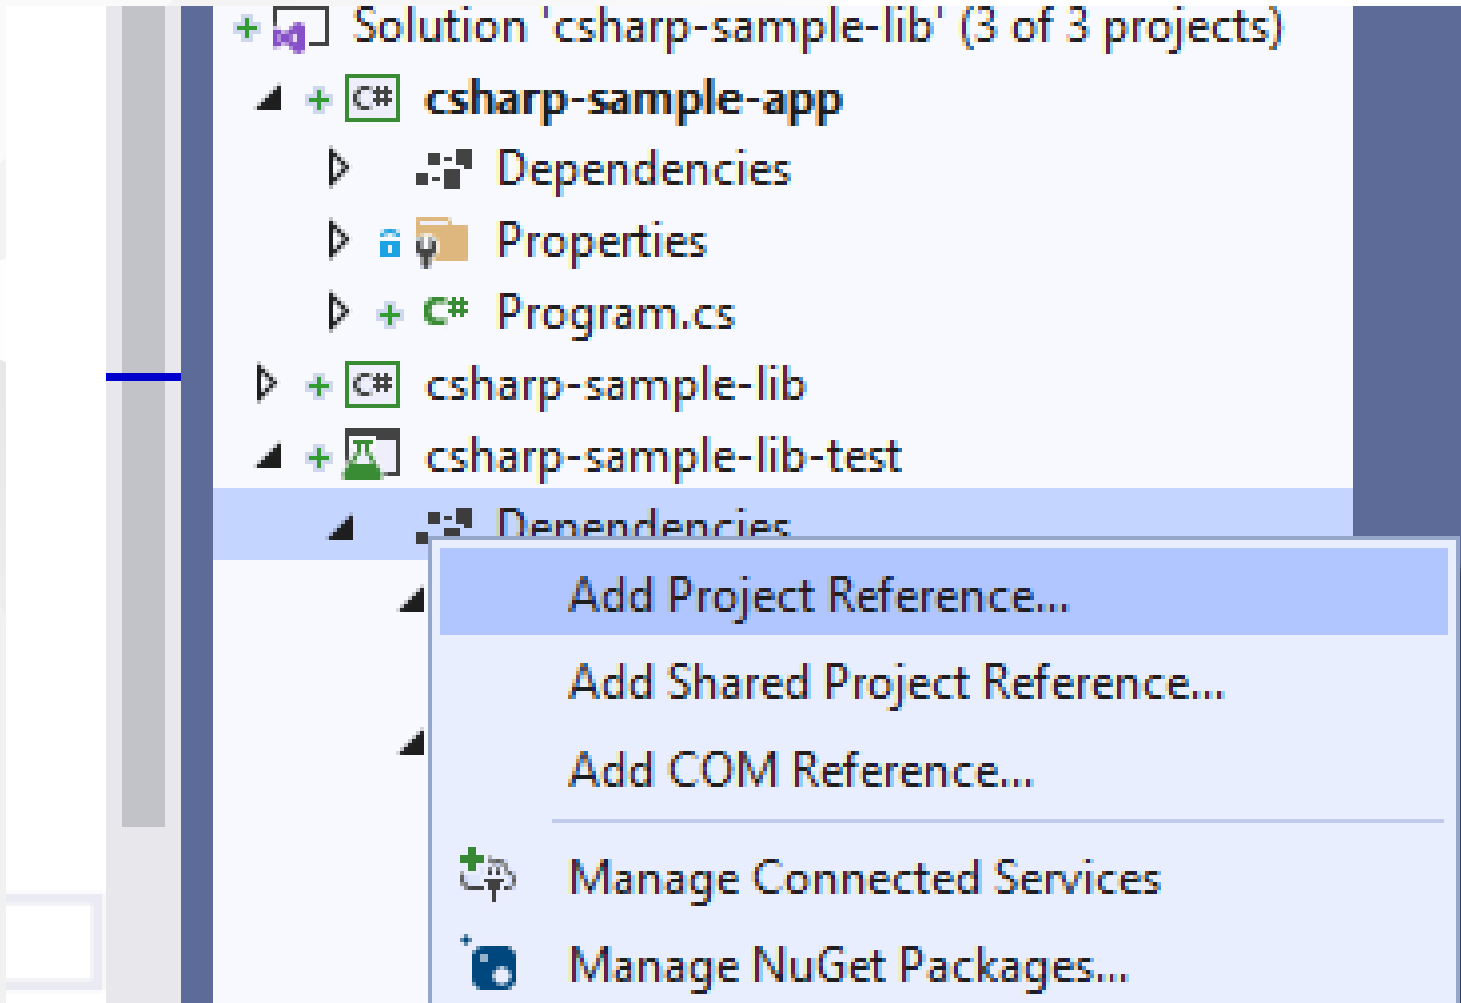 Solution 'csharp-sample-lib' (3 of 3 projects)
C# csharp-sample-app
Dependencies
Properties
C# Program.cs
C# csharp-sample-lib
csharp-sample-lib-test
Dependencies
Add Project Reference...
Add Shared Project Reference...
Add COM Reference...
Manage Connected Services
Manage NuGet Packages...